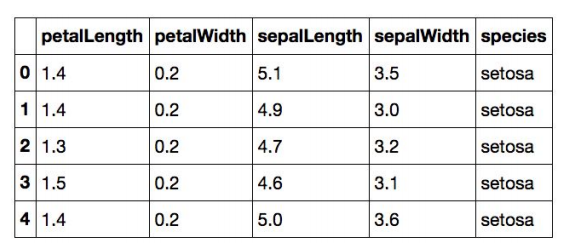 petalLength petalWidth sepalLength sepalWidth species
0 1.4 0.2 5.1 3.5 setosa
1 1.4 0.2 4.9 3.0 setosa
2 1.3 0.2 4.7 3.2 setosa
3 1.5 0.2 4.6 3.1 setosa
4 1.4 0.2 5.0 3.6 setosa